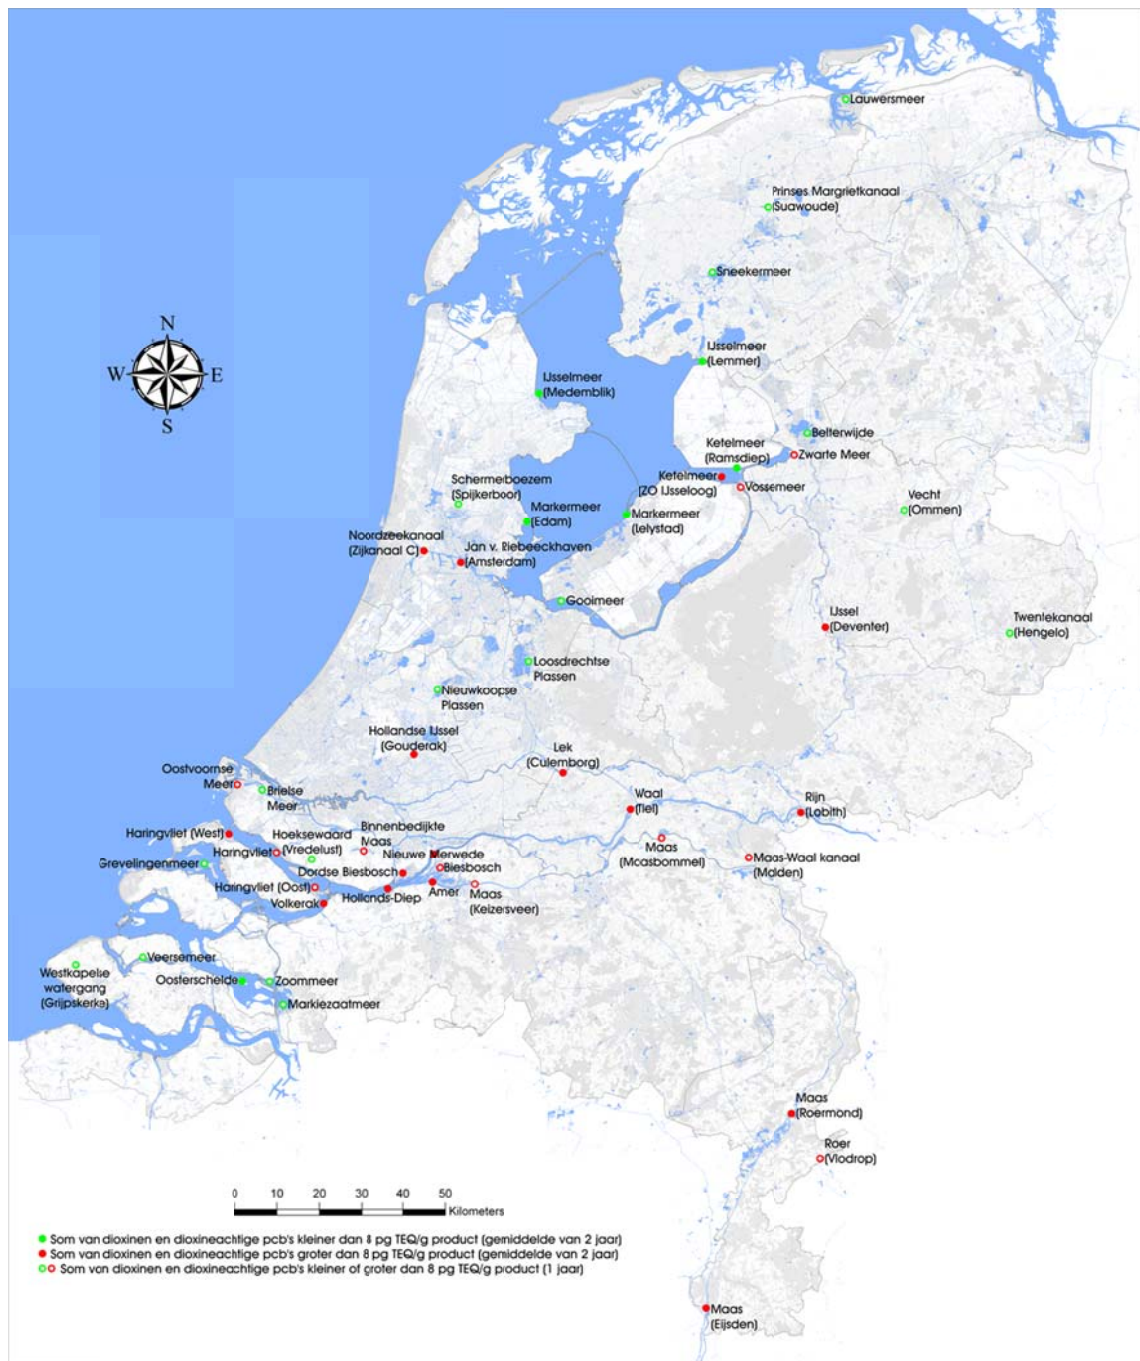 Lauwersmeer
Prinses Margrietkanaal
(Suawoude)
Sneekermeer
N
W
E
S
IJsselmeer
(Lemmer)
IJsselmeer
(Medemblik)
Belterwijde
Ketelmeer
(Ramsdiep)
Zwarte Meer
Ketelmeer
(ZO IJsseloog)
Vossemeer
Schermerboezem
(Spijkerboor)
Vecht
(Ommen)
Markermeer
(Edam)
Markermeer
(Lelystad)
Noordzeekanaal
(Zijkanaal C)
Jan v. Riebeeckhaven
(Amsterdam)
Gooimeer
IJssel
(Deventer)
Twentekanaal
(Hengelo)
Loosdrechtse
Plassen
Nieuwkoopse
Plassen
Hollandse IJssel
(Gouderak)
Lek
(Culemborg)
Oostvoornse
Meer
Brielse
Meer
Waal
(Tiel)
Rijn
(Lobith)
Haringvliet (West)
Hoeksewaard
(Vredelust)
Binnenbedijkte
Maas
Haringvliet
Nieuwe Merwede
Maas
(Maasbommel)
Maas-Waal kanaal
(Malden)
Grevelingenmeer
Dordse Biesbosch
Biesbosch
Haringvliet (Oost)
Hollands-Diep
Amer
Maas
(Keizersveer)
Volkerak
Veersemeer
Westkapelse
watergang
(Grijpskerke)
Oosterschelde
Zoommeer
Markiezaatmeer
Maas
(Roermond)
Roer
(Vlodrop)
0 10 20 30 40 50
Kilometers
Som van dioxinen en dioxineachtige pcb's kleiner dan 8 pg TEQ/g product (gemiddelde van 2 jaar)
Som van dioxinen en dioxineachtige pcb's groter dan 8 pg TEQ/g product (gemiddelde van 2 jaar)
Som van dioxinen en dioxineachtige pcb's kleiner of groter dan 8 pg TEQ/g product (1 jaar)
Maas
(Eijsden)